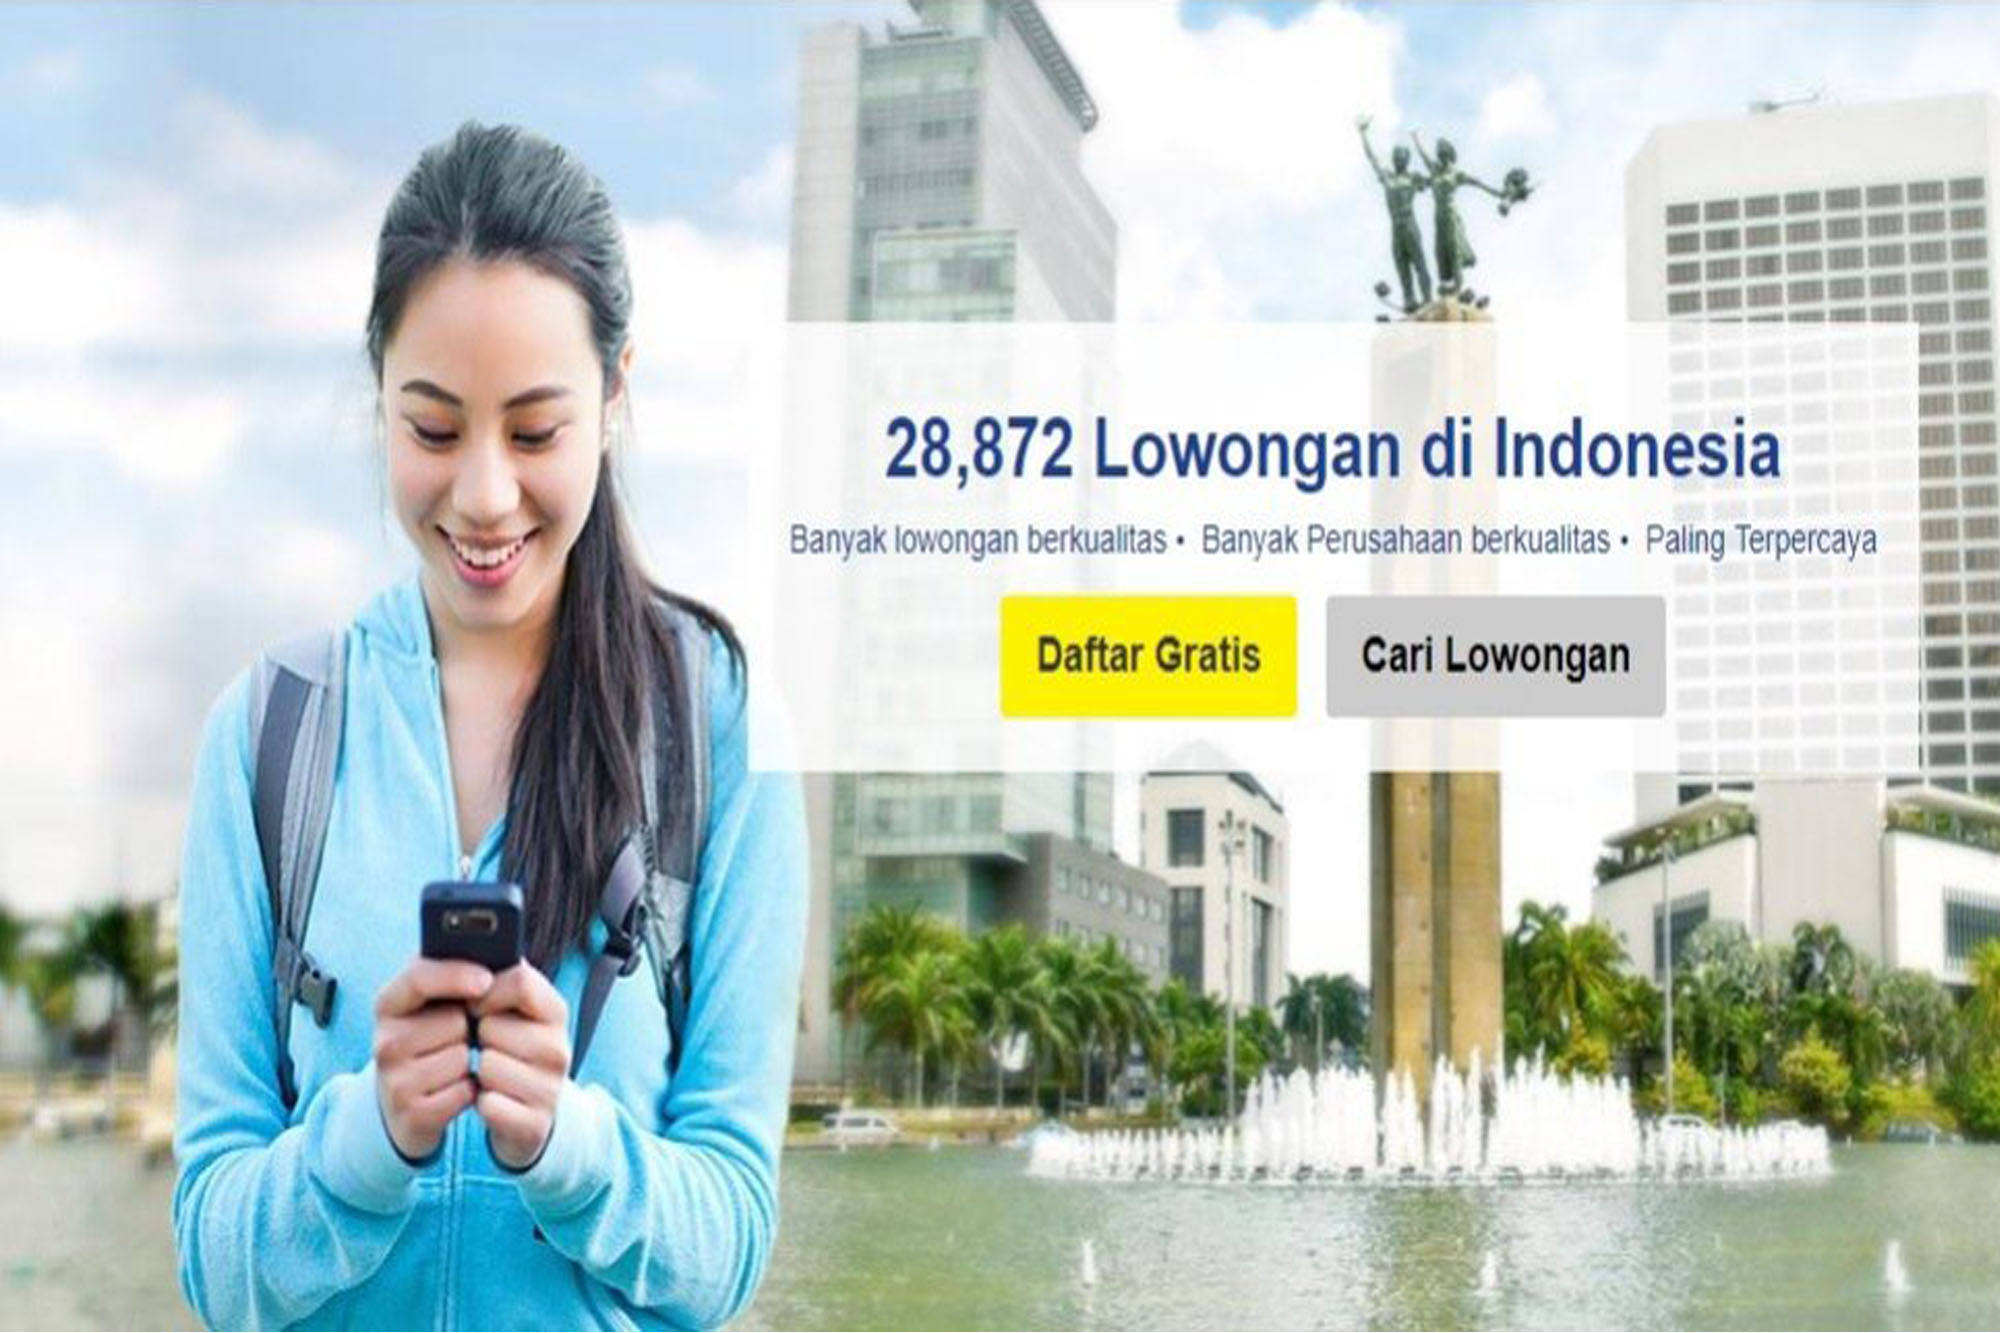 28,872 Lowongan di Indonesia
Banyak lowongan berkualitas • Banyak Perusahaan berkualitas • Paling Terpercaya
Daftar Gratis
Cari Lowongan